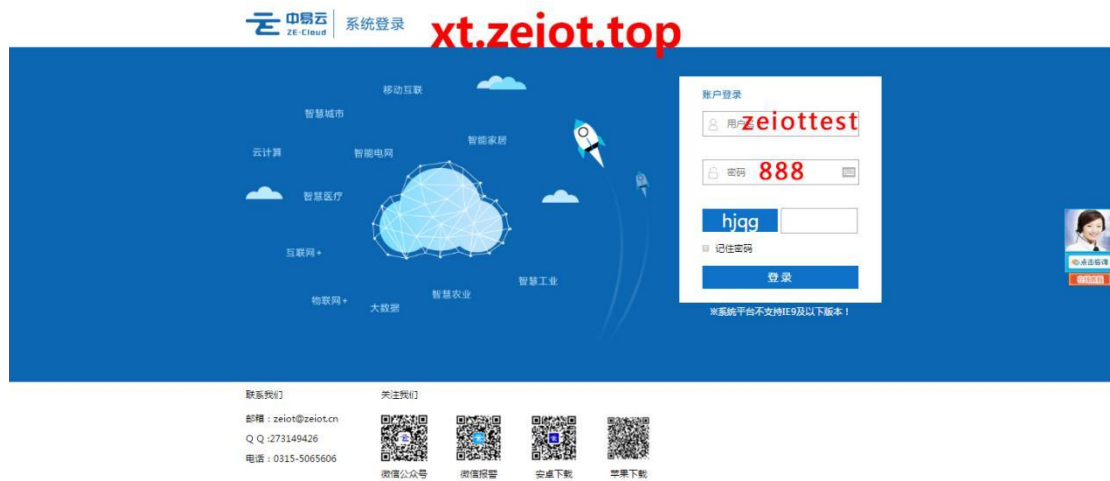 中易云
ZE-Cloud
系统登录
xt.zeiot.top
移动互联
智慧城市
智能家居
云计算
智能电网
智慧医疗
互联网+
智慧工业
智慧农业
物联网+
大数据
账户登录
用户名
zeiottest
密码
888
hjqg
记住密码
登录
※系统平台不支持IE9及以下版本！
点击咨询
联系我们
关注我们
邮箱：zeiot@zeiot.cn
Q Q :273149426
电话：0315-5065606
微信公众号
微信报警
安卓下载
苹果下载